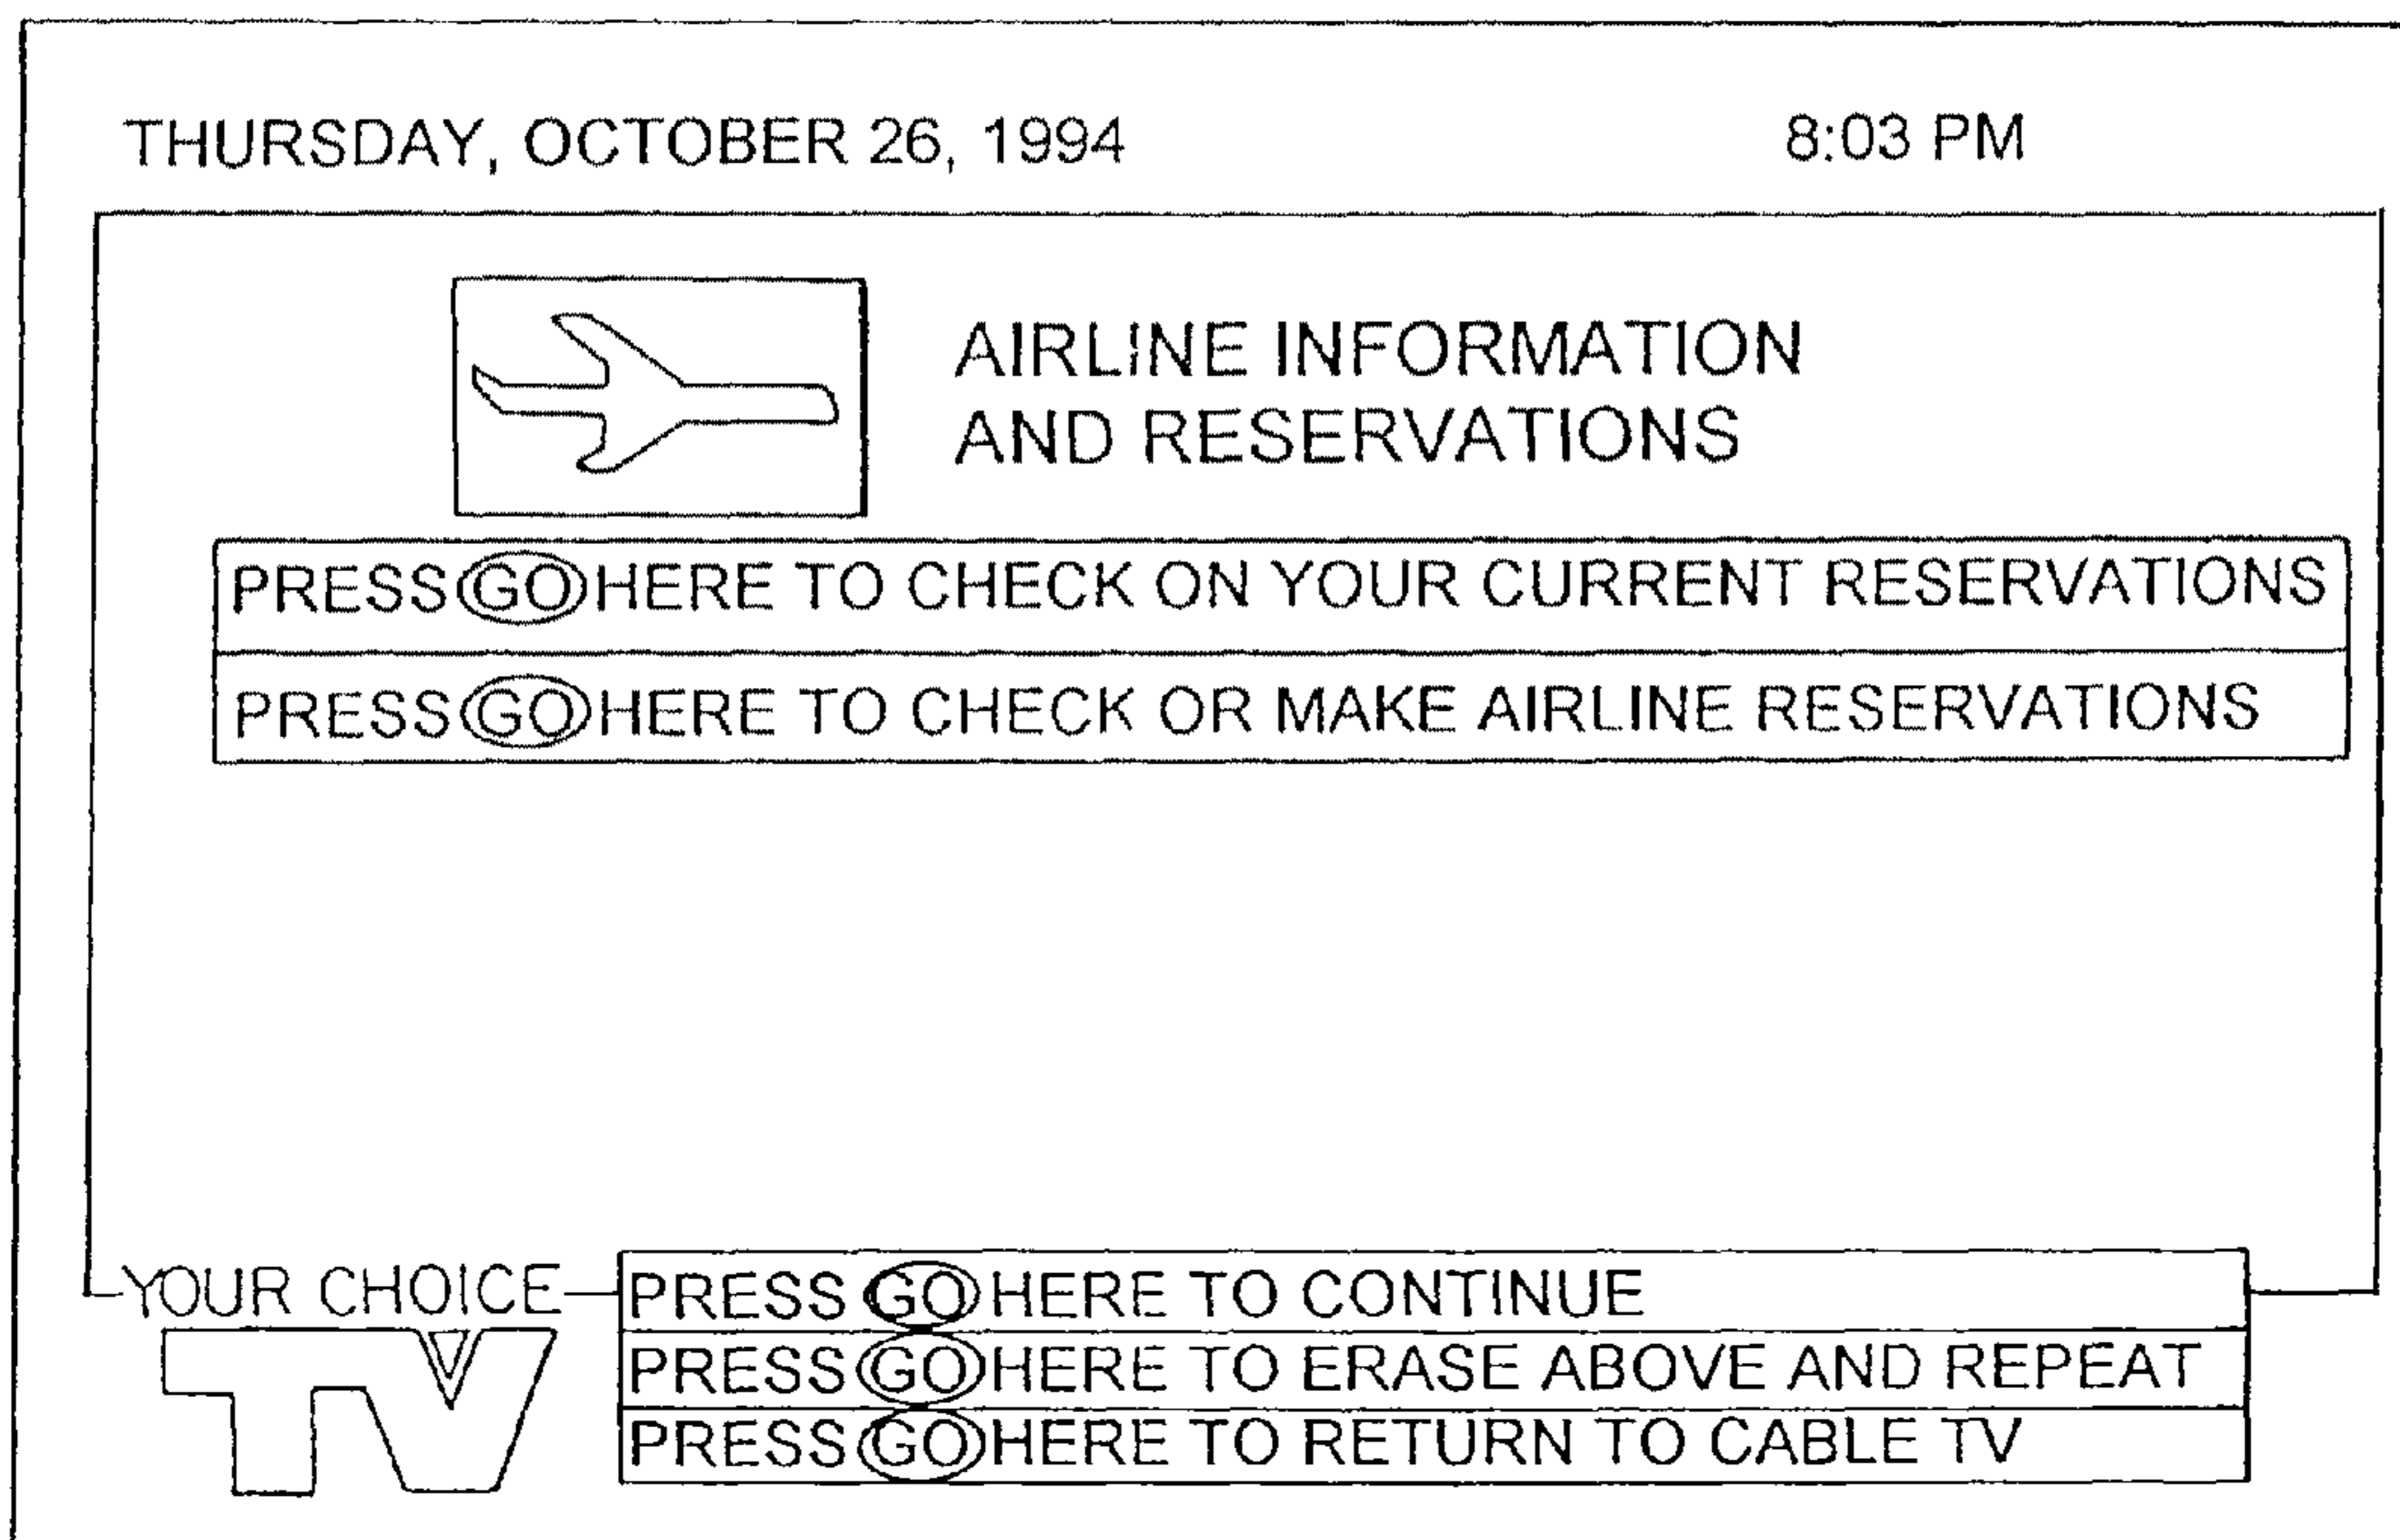 THURSDAY, OCTOBER 26, 1994 8:03 PM
AIRLINE INFORMATION
AND RESERVATIONS
PRESS GO HERE TO CHECK ON YOUR CURRENT RESERVATIONS
PRESS GO HERE TO CHECK OR MAKE AIRLINE RESERVATIONS
YOUR CHOICE
TV
PRESS GO HERE TO CONTINUE
PRESS GO HERE TO ERASE ABOVE AND REPEAT
PRESS GO HERE TO RETURN TO CABLE TV